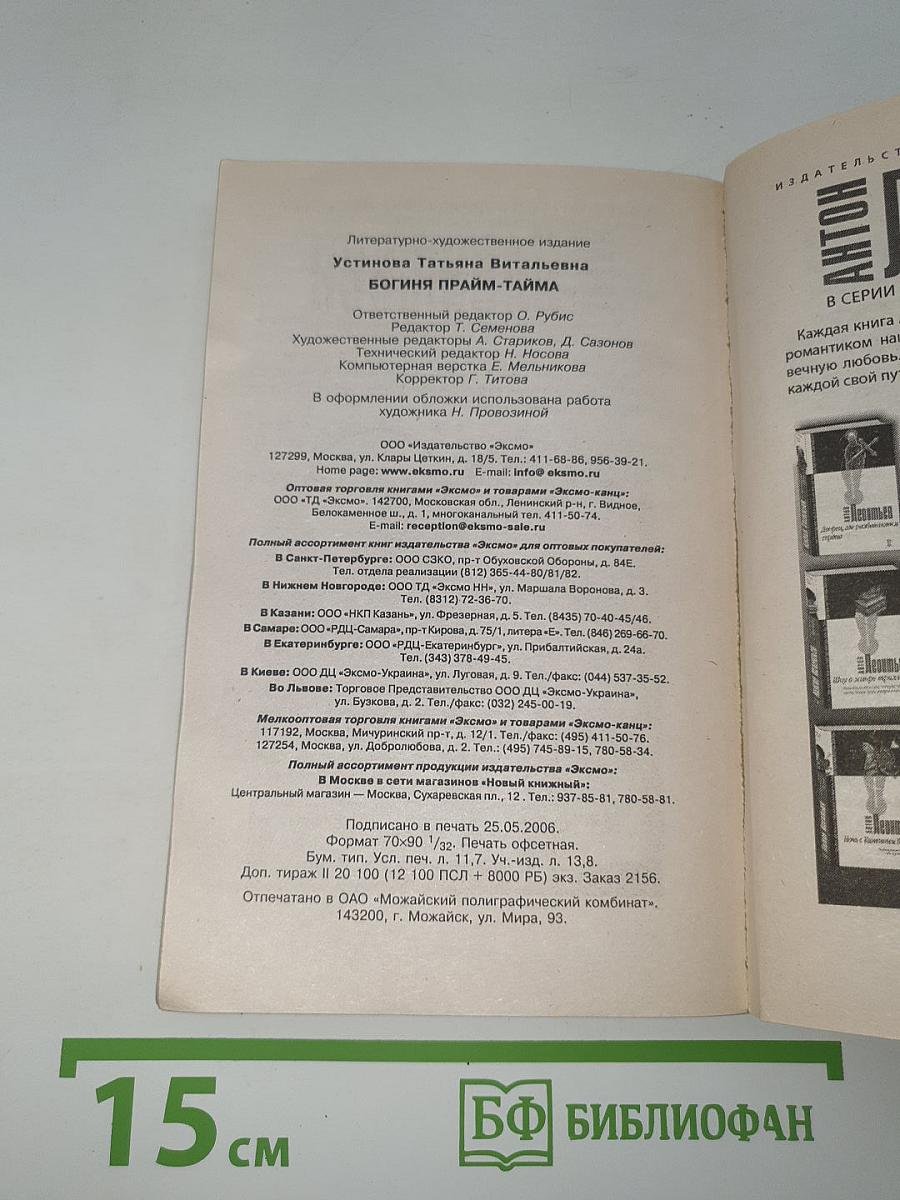 Литературно-художественное издание
Устинова Татьяна Витальевна
БОГИНЯ ПРАЙМ-ТАЙМА
Ответственный редактор О. Рубис
Редактор Т. Семенова
Художественные редакторы А. Стариков, Д. Сазонов
Технический редактор Н. Носова
Компьютерная верстка Е. Мельникова
Корректор Г. Титова
В оформлении обложки использована работа
художника Н. Провозиной
ООО «Издательство «Эксмо»
127299, Москва, ул. Клары Цеткин, д. 18/5. Тел.: 411-68-86, 956-39-21.
Home page: www.eksmo.ru E-mail: info@ eksmo.ru
Оптовая торговля книгами «Эксмо» и товарами «Эксмо-канц»:
ООО «ТД «Эксмо». 142700, Московская обл., Ленинский р-н, г. Видное,
Белокаменное ш., д. 1, многоканальный тел. 411-50-74.
E-mail: reception@eksmo-sale.ru
Полный ассортимент книг издательства «Эксмо» для оптовых покупателей:
В Санкт-Петербурге: ООО СЗКО, пр-т Обуховской Обороны, д. 84Е.
Тел. отдела реализации (812) 365-44-80/81/82.
В Нижнем Новгороде: ООО ТД «Эксмо НН», ул. Маршала Воронова, д. 3.
Тел. (8312) 72-36-70.
В Казани: ООО «НКП Казань», ул. Фрезерная, д. 5. Тел. (8435) 70-40-45/46.
В Самаре: ООО «РДЦ-Самара», пр-т Кирова, д. 75/1, литера «Е». Тел. (846) 269-66-70.
В Екатеринбурге: ООО «РДЦ-Екатеринбург», ул. Прибалтийская, д. 24а.
Тел. (343) 378-49-45.
В Киеве: ООО ДЦ «Эксмо-Украина», ул. Луговая, д. 9. Тел./факс: (044) 537-35-52.
Во Львове: Торговое Представительство ООО ДЦ «Эксмо-Украина»,
ул. Бузкова, д. 2. Тел./факс: (032) 245-00-19.
Мелкооптовая торговля книгами «Эксмо» и товарами «Эксмо-канц»:
117192, Москва, Мичуринский пр-т, д. 12/1. Тел./факс: (495) 411-50-76.
127254, Москва, ул. Добролюбова, д. 2. Тел.: (495) 745-89-15, 780-58-34.
Полный ассортимент продукции издательства «Эксмо»:
В Москве в сети магазинов «Новый книжный»:
Центральный магазин — Москва, Сухаревская пл., 12 . Тел.: 937-85-81, 780-58-81.
Подписано в печать 25.05.2006.
Формат 70×90 1/32. Печать офсетная.
Бум. тип. Усл. печ. л. 11,7. Уч.-изд. л. 13,8.
Доп. тираж II 20 100 (12 100 ПСЛ + 8000 РБ) экз. Заказ 2156.
Отпечатано в ОАО «Можайский полиграфический комбинат».
143200, г. Можайск, ул. Мира, 93.
ИЗДАТЕЛЬСТ
АНТОН
В СЕРИИ
Каждая книга
романтиком
вечную любовь.
каждой свой пу
Антон Леонтьев
Антон Леонтьев
Антон Леонтьев
15 см
БФ БИБЛИОФАН